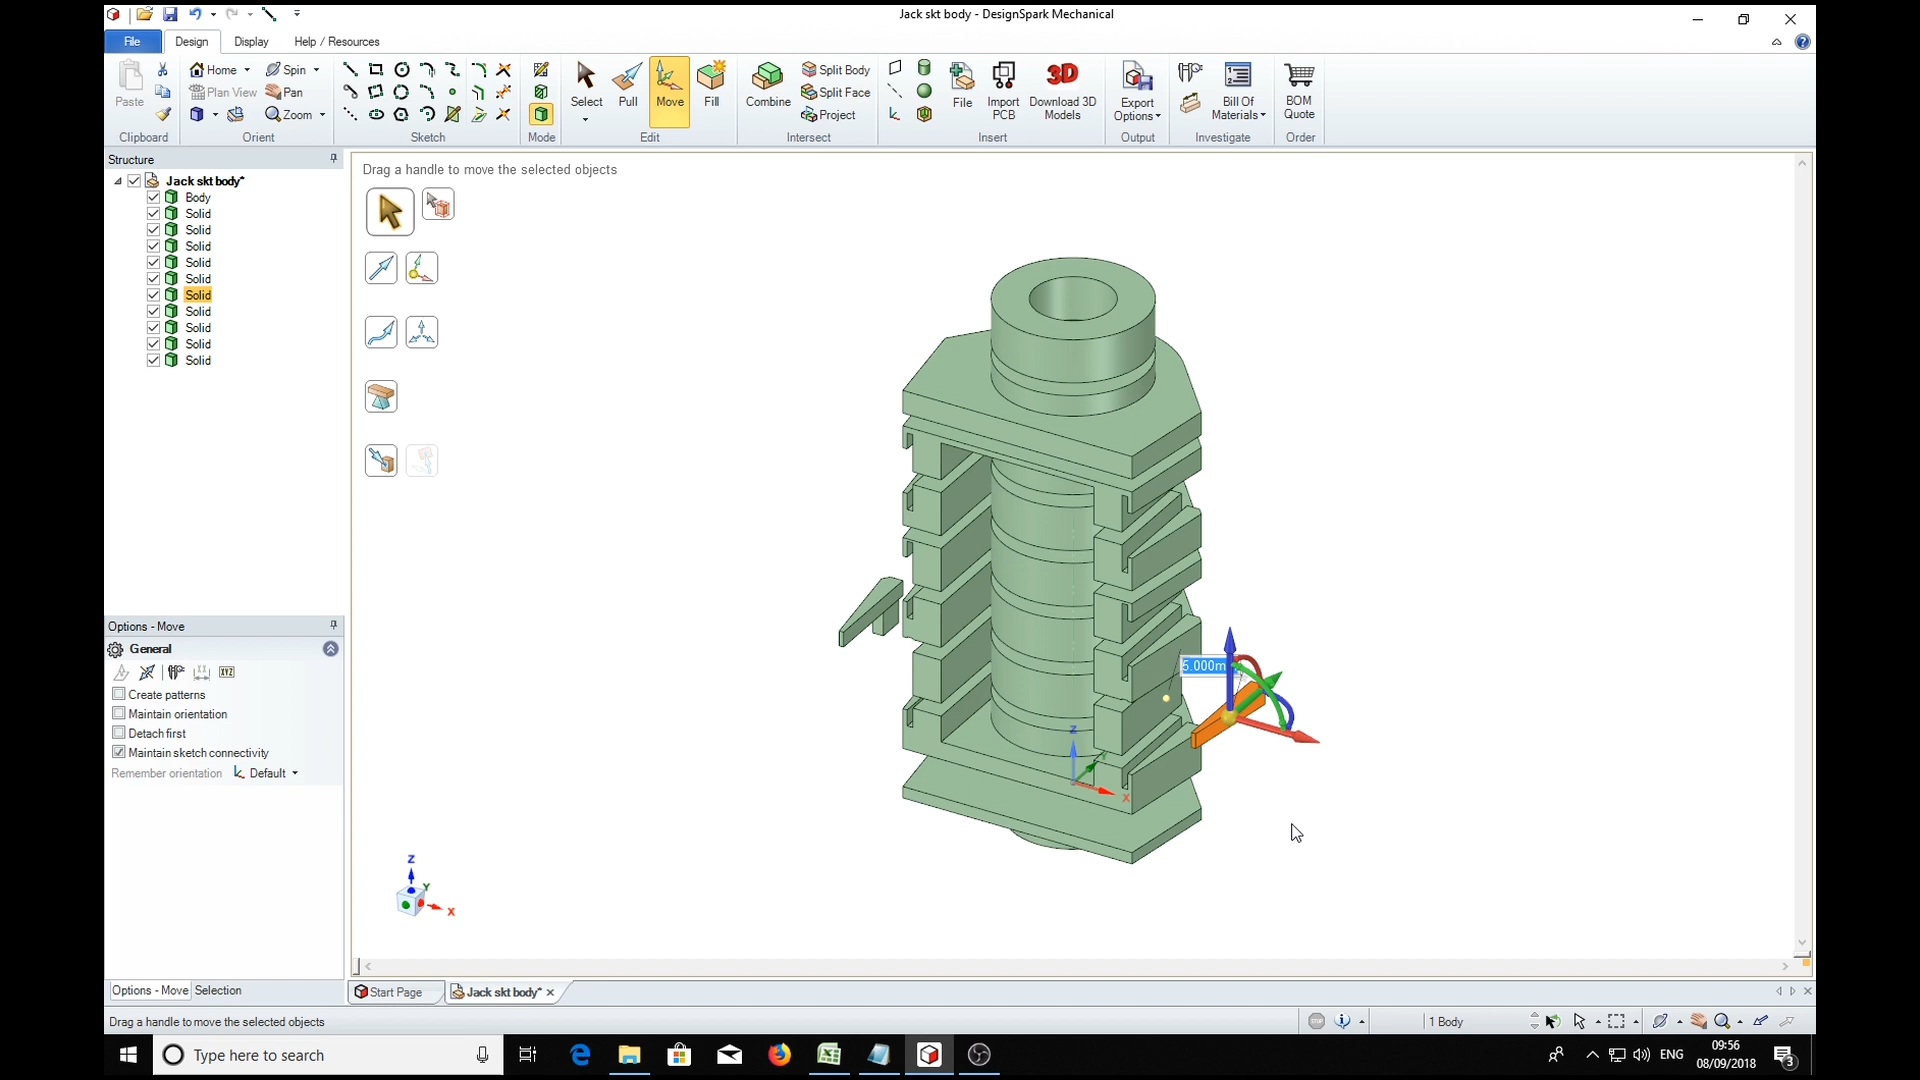 Jack skt body - DesignSpark Mechanical
File Design Display Help / Resources
Paste
Home Spin
Plan View Pan
Zoom
Select Pull Move Fill
Combine
Split Body
Split Face
Project
File
Import PCB
Download 3D Models
3D
Export Options
Bill Of Materials
BOM Quote
Clipboard Orient Sketch Mode Edit Intersect Insert Output Investigate Order
Structure
Jack skt body*
Body
Solid
Solid
Solid
Solid
Solid
Solid
Solid
Solid
Solid
Solid
Drag a handle to move the selected objects
5.000m
Z
X
Options - Move
General
XYZ
Create patterns
Maintain orientation
Detach first
Maintain sketch connectivity
Remember orientation Default
Z
Y
X
Options - Move Selection
Start Page Jack skt body*
Drag a handle to move the selected objects
1 Body
Type here to search
ENG
09:56
08/09/2018
3